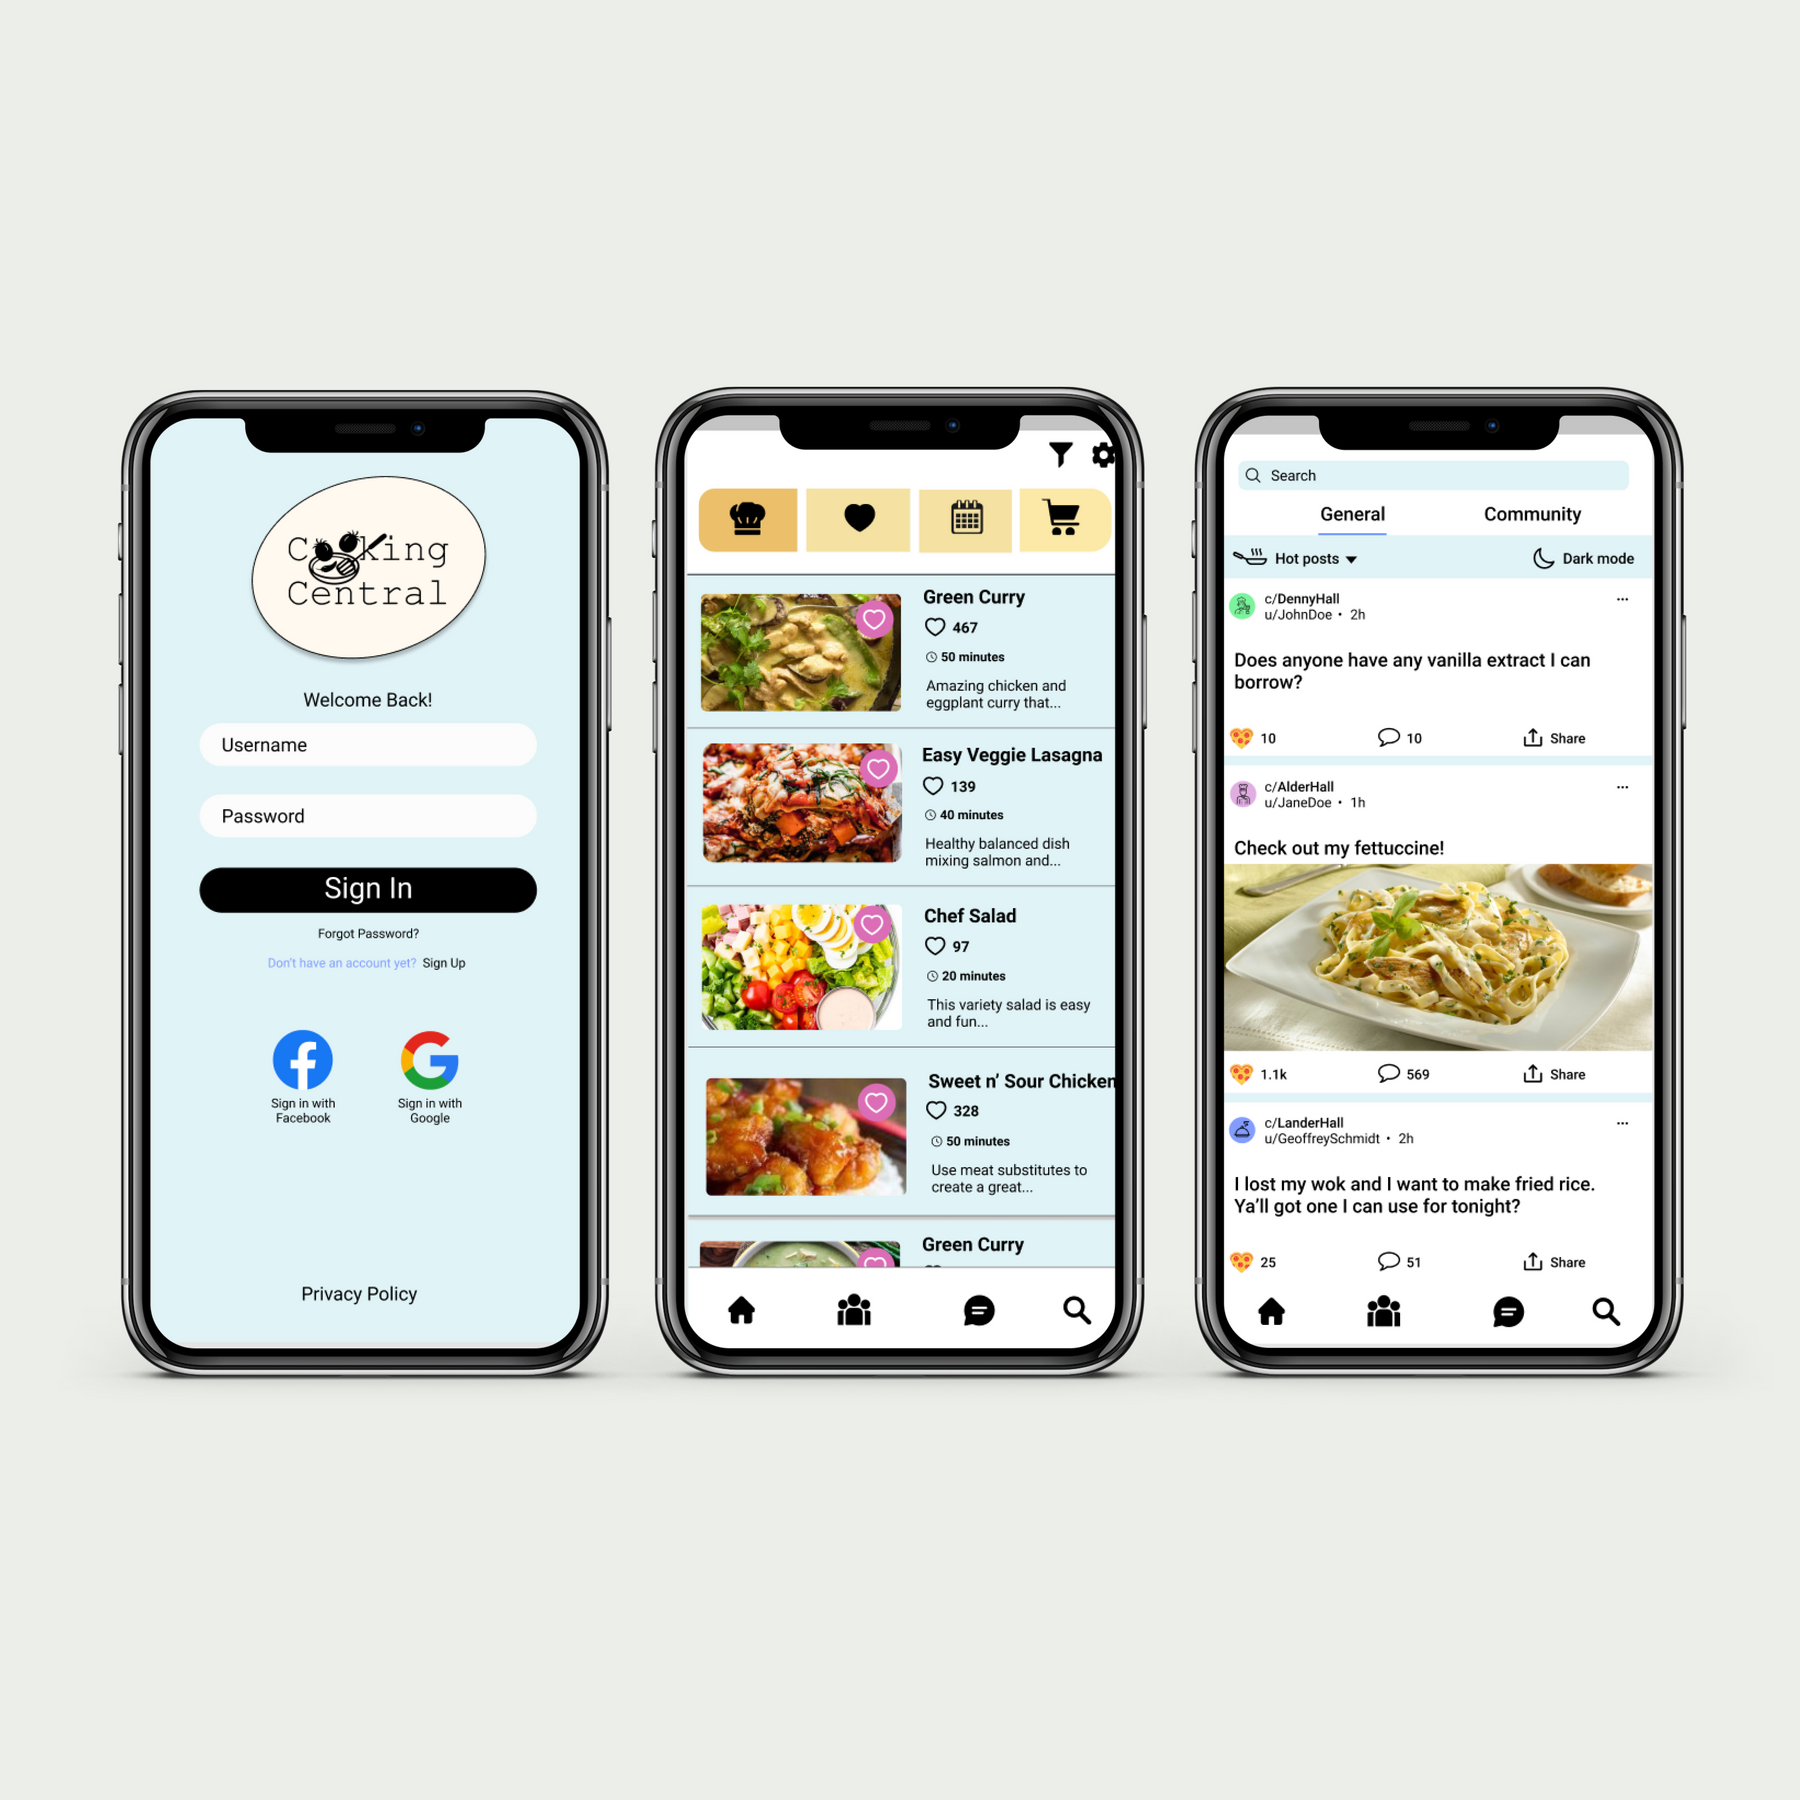 Cooking
Central
Welcome Back!
Username
Password
Sign In
Forgot Password?
Don't have an account yet? Sign Up
Sign in with
Facebook
Sign in with
Google
Privacy Policy
Green Curry
467
50 minutes
Amazing chicken and
eggplant curry that...
Easy Veggie Lasagna
139
40 minutes
Healthy balanced dish
mixing salmon and...
Chef Salad
97
20 minutes
This variety salad is easy
and fun...
Sweet n' Sour Chicken
328
50 minutes
Use meat substitutes to
create a great...
Green Curry
Search
General Community
Hot posts Dark mode
c/DennyHall
u/JohnDoe • 2h
Does anyone have any vanilla extract I can
borrow?
10 10 Share
c/AlderHall
u/JaneDoe • 1h
Check out my fettuccine!
1.1k 569 Share
c/LanderHall
u/GeoffreySchmidt • 2h
I lost my wok and I want to make fried rice.
Ya'll got one I can use for tonight?
25 51 Share